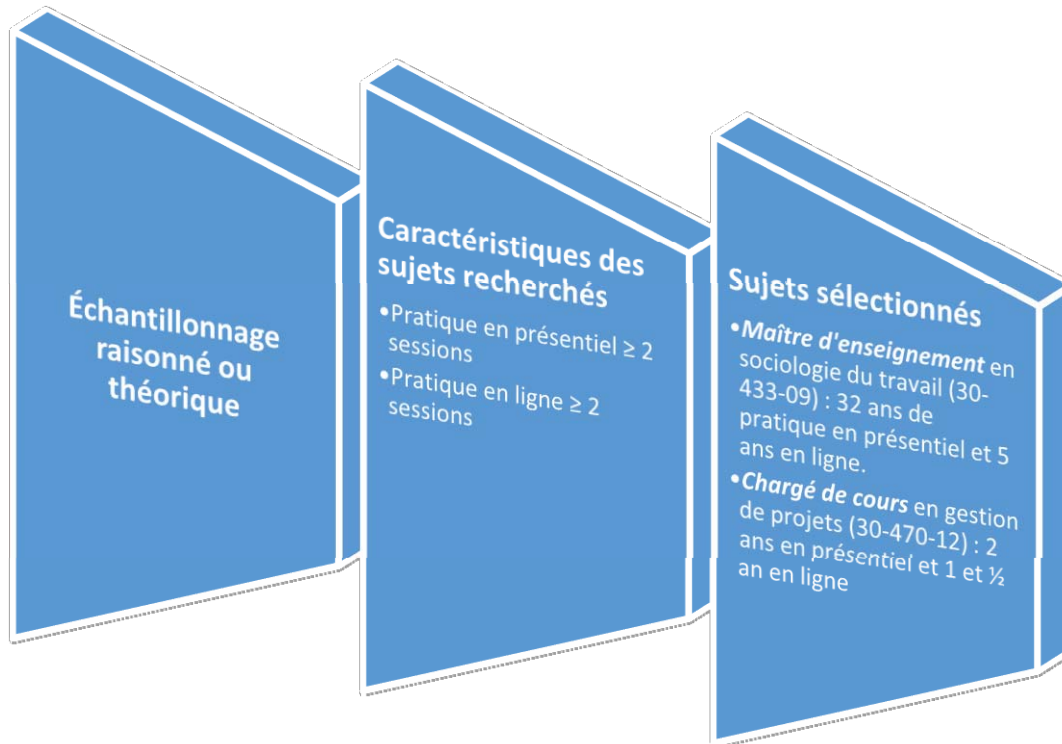 Échantillonnage
raisonné ou
théorique
Caractéristiques des
sujets recherchés
•Pratique en présentiel ≥ 2
sessions
•Pratique en ligne ≥ 2
sessions
Sujets sélectionnés
•Maître d'enseignement en
sociologie du travail (30-
433-09) : 32 ans de
pratique en présentiel et 5
ans en ligne.
•Chargé de cours en gestion
de projets (30-470-12) : 2
ans en présentiel et 1 et ½
an en ligne